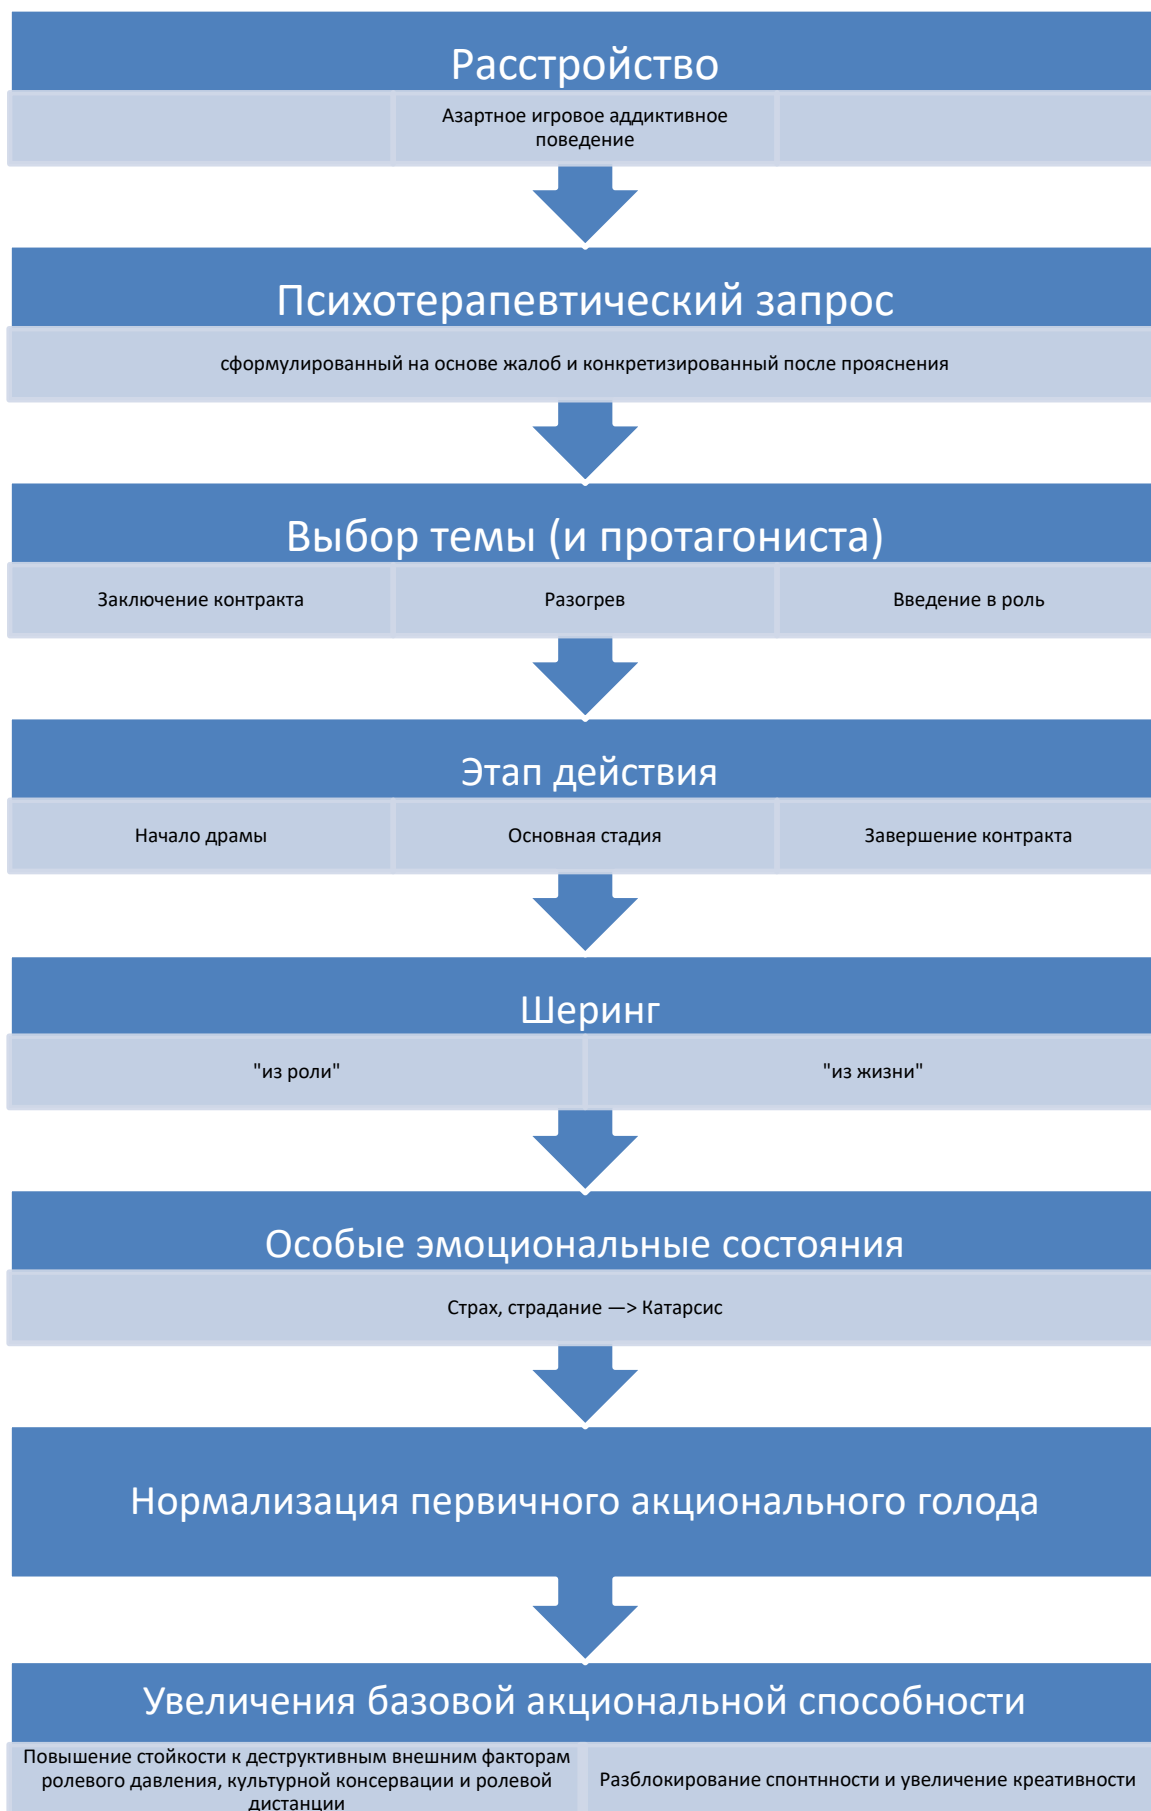 Расстройство
Азартное игровое аддиктивное
поведение
Психотерапевтический запрос
сформулированный на основе жалоб и конкретизированный после прояснения
Выбор темы (и протагониста)
Заключение контракта
Разогрев
Введение в роль
Этап действия
Начало драмы
Основная стадия
Завершение контракта
Шеринг
"из роли"
"из жизни"
Особые эмоциональные состояния
Страх, страдание —> Катарсис
Нормализация первичного акционального голода
Увеличения базовой акциональной способности
Повышение стойкости к деструктивным внешним факторам
ролевого давления, культурной консервации и ролевой
дистанции
Разблокирование спонтнности и увеличение креативности